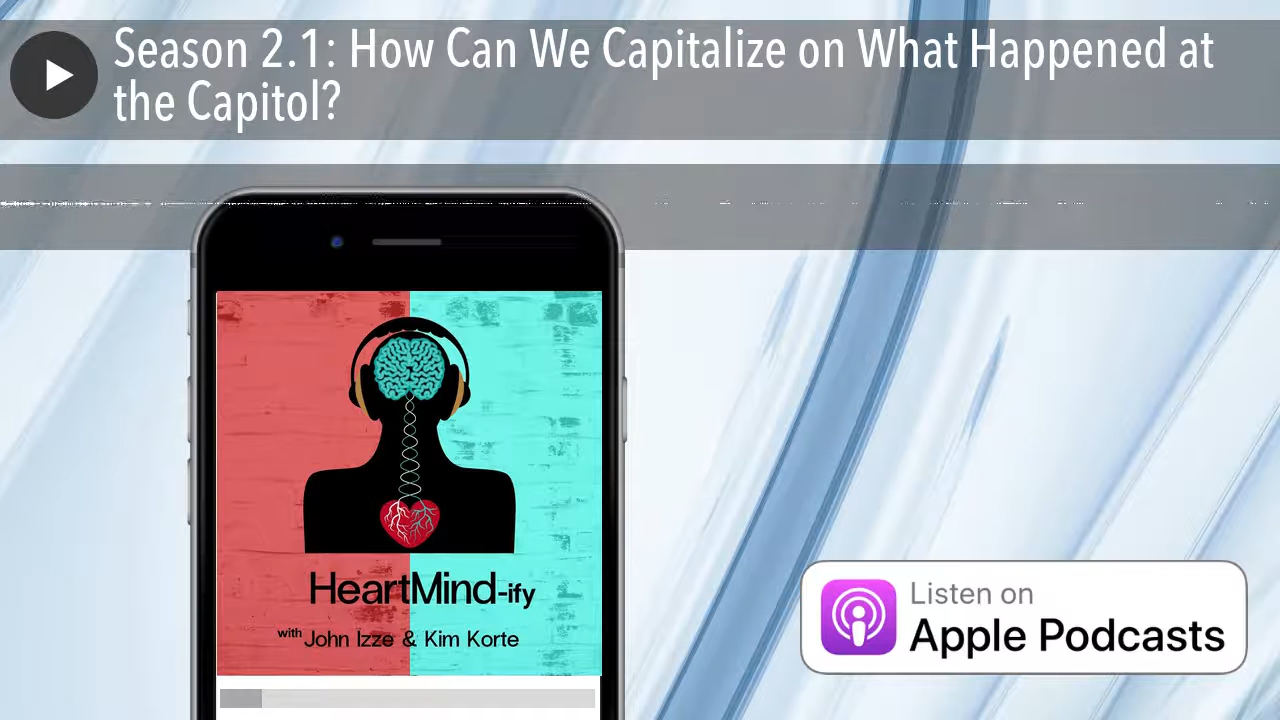 Season 2.1: How Can We Capitalize on What Happened at
the Capitol?
HeartMind-ify
with John Izze & Kim Korte
Listen on
Apple Podcasts